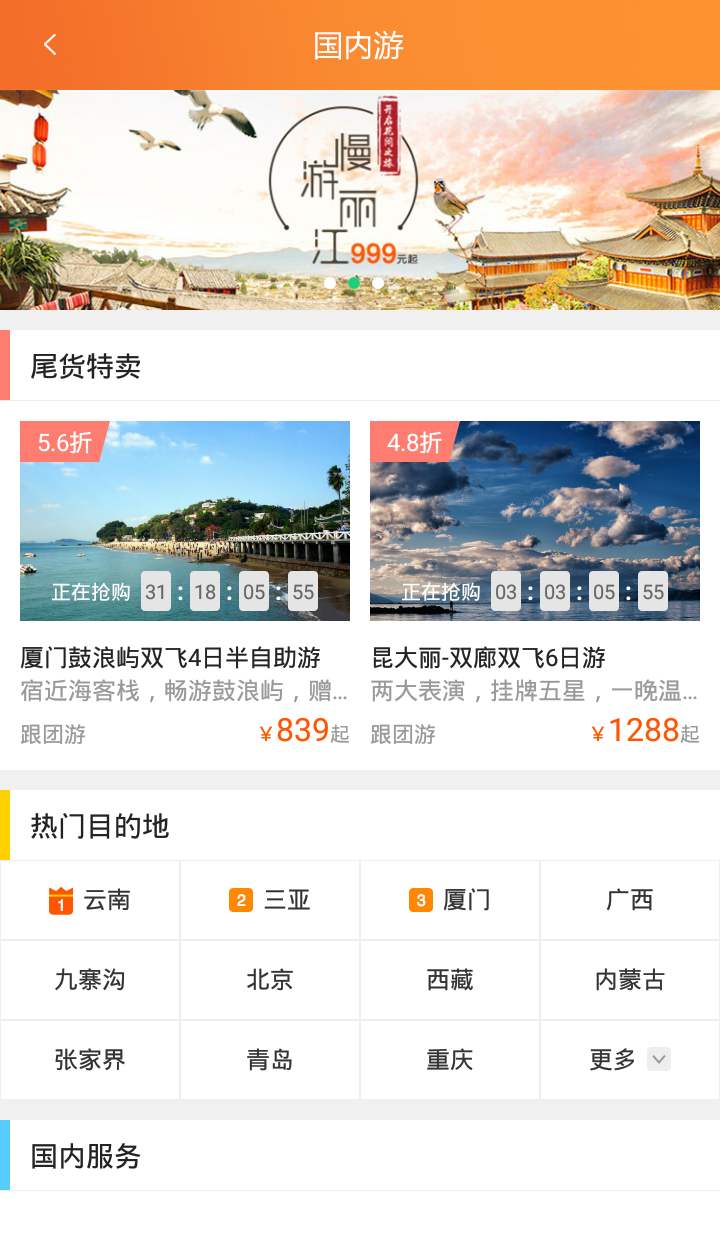 国内游
开启花间之旅
慢游丽江999元起
尾货特卖
5.6折
正在抢购 31 : 18 : 05 : 55
厦门鼓浪屿双飞4日半自助游
宿近海客栈，畅游鼓浪屿，赠...
跟团游 ¥839起
4.8折
正在抢购 03 : 03 : 05 : 55
昆大丽-双廊双飞6日游
两大表演，挂牌五星，一晚温...
跟团游 ¥1288起
热门目的地
1 云南 2 三亚 3 厦门 广西
九寨沟 北京 西藏 内蒙古
张家界 青岛 重庆 更多
国内服务